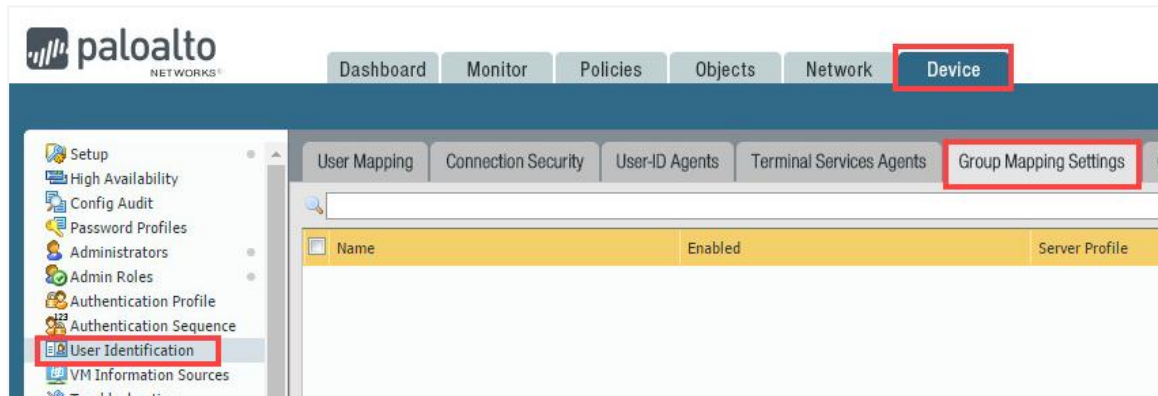 paloalto
NETWORKS®
Dashboard Monitor Policies Objects Network Device
User Mapping Connection Security User-ID Agents Terminal Services Agents Group Mapping Settings
Name Enabled Server Profile
Setup
High Availability
Config Audit
Password Profiles
Administrators
Admin Roles
Authentication Profile
Authentication Sequence
User Identification
VM Information Sources